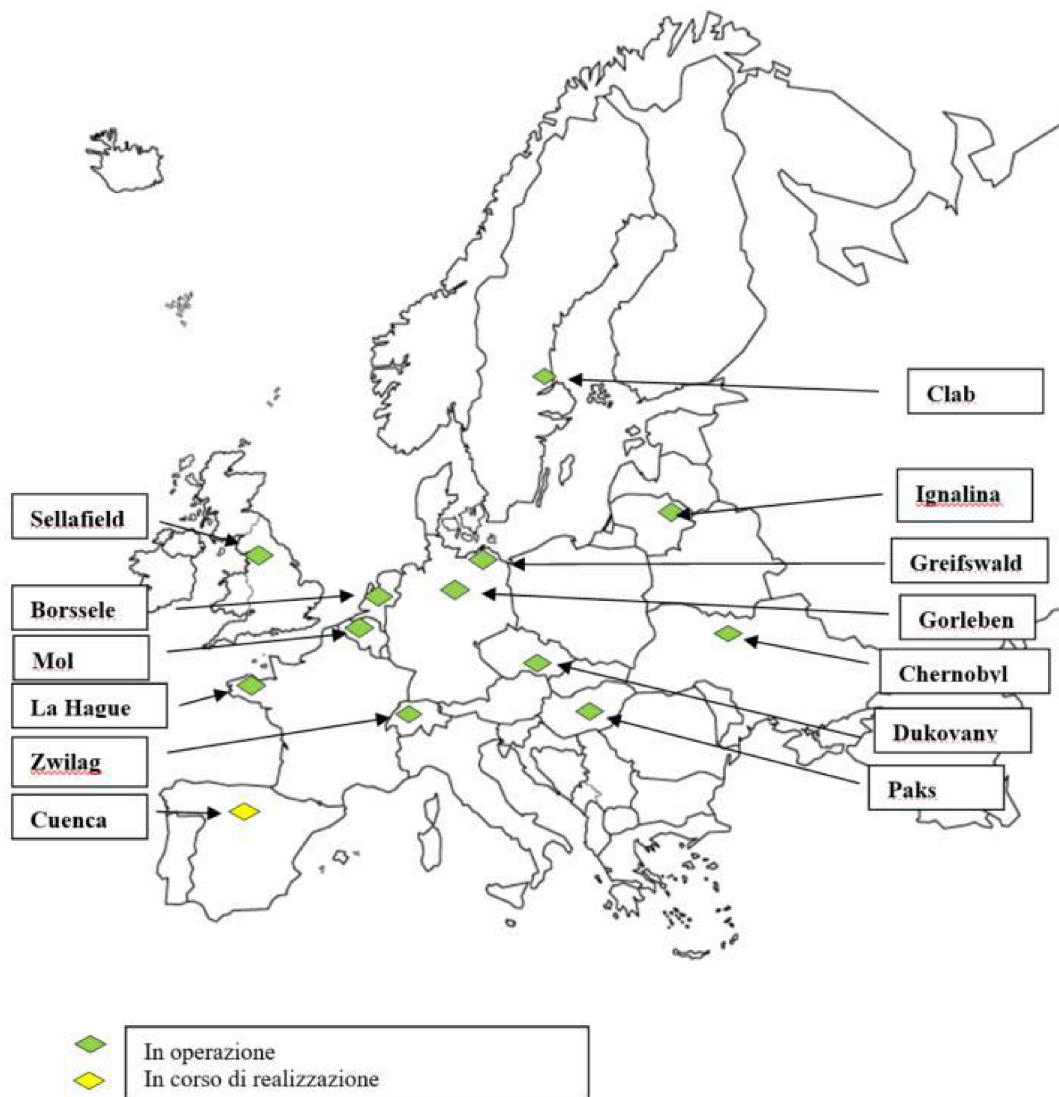 Clab
Ignalina
Sellafield
Greifswald
Borssele
Gorleben
Mol
Chernobyl
La Hague
Dukovany
Zwilag
Paks
Cuenca
In operazione
In corso di realizzazione